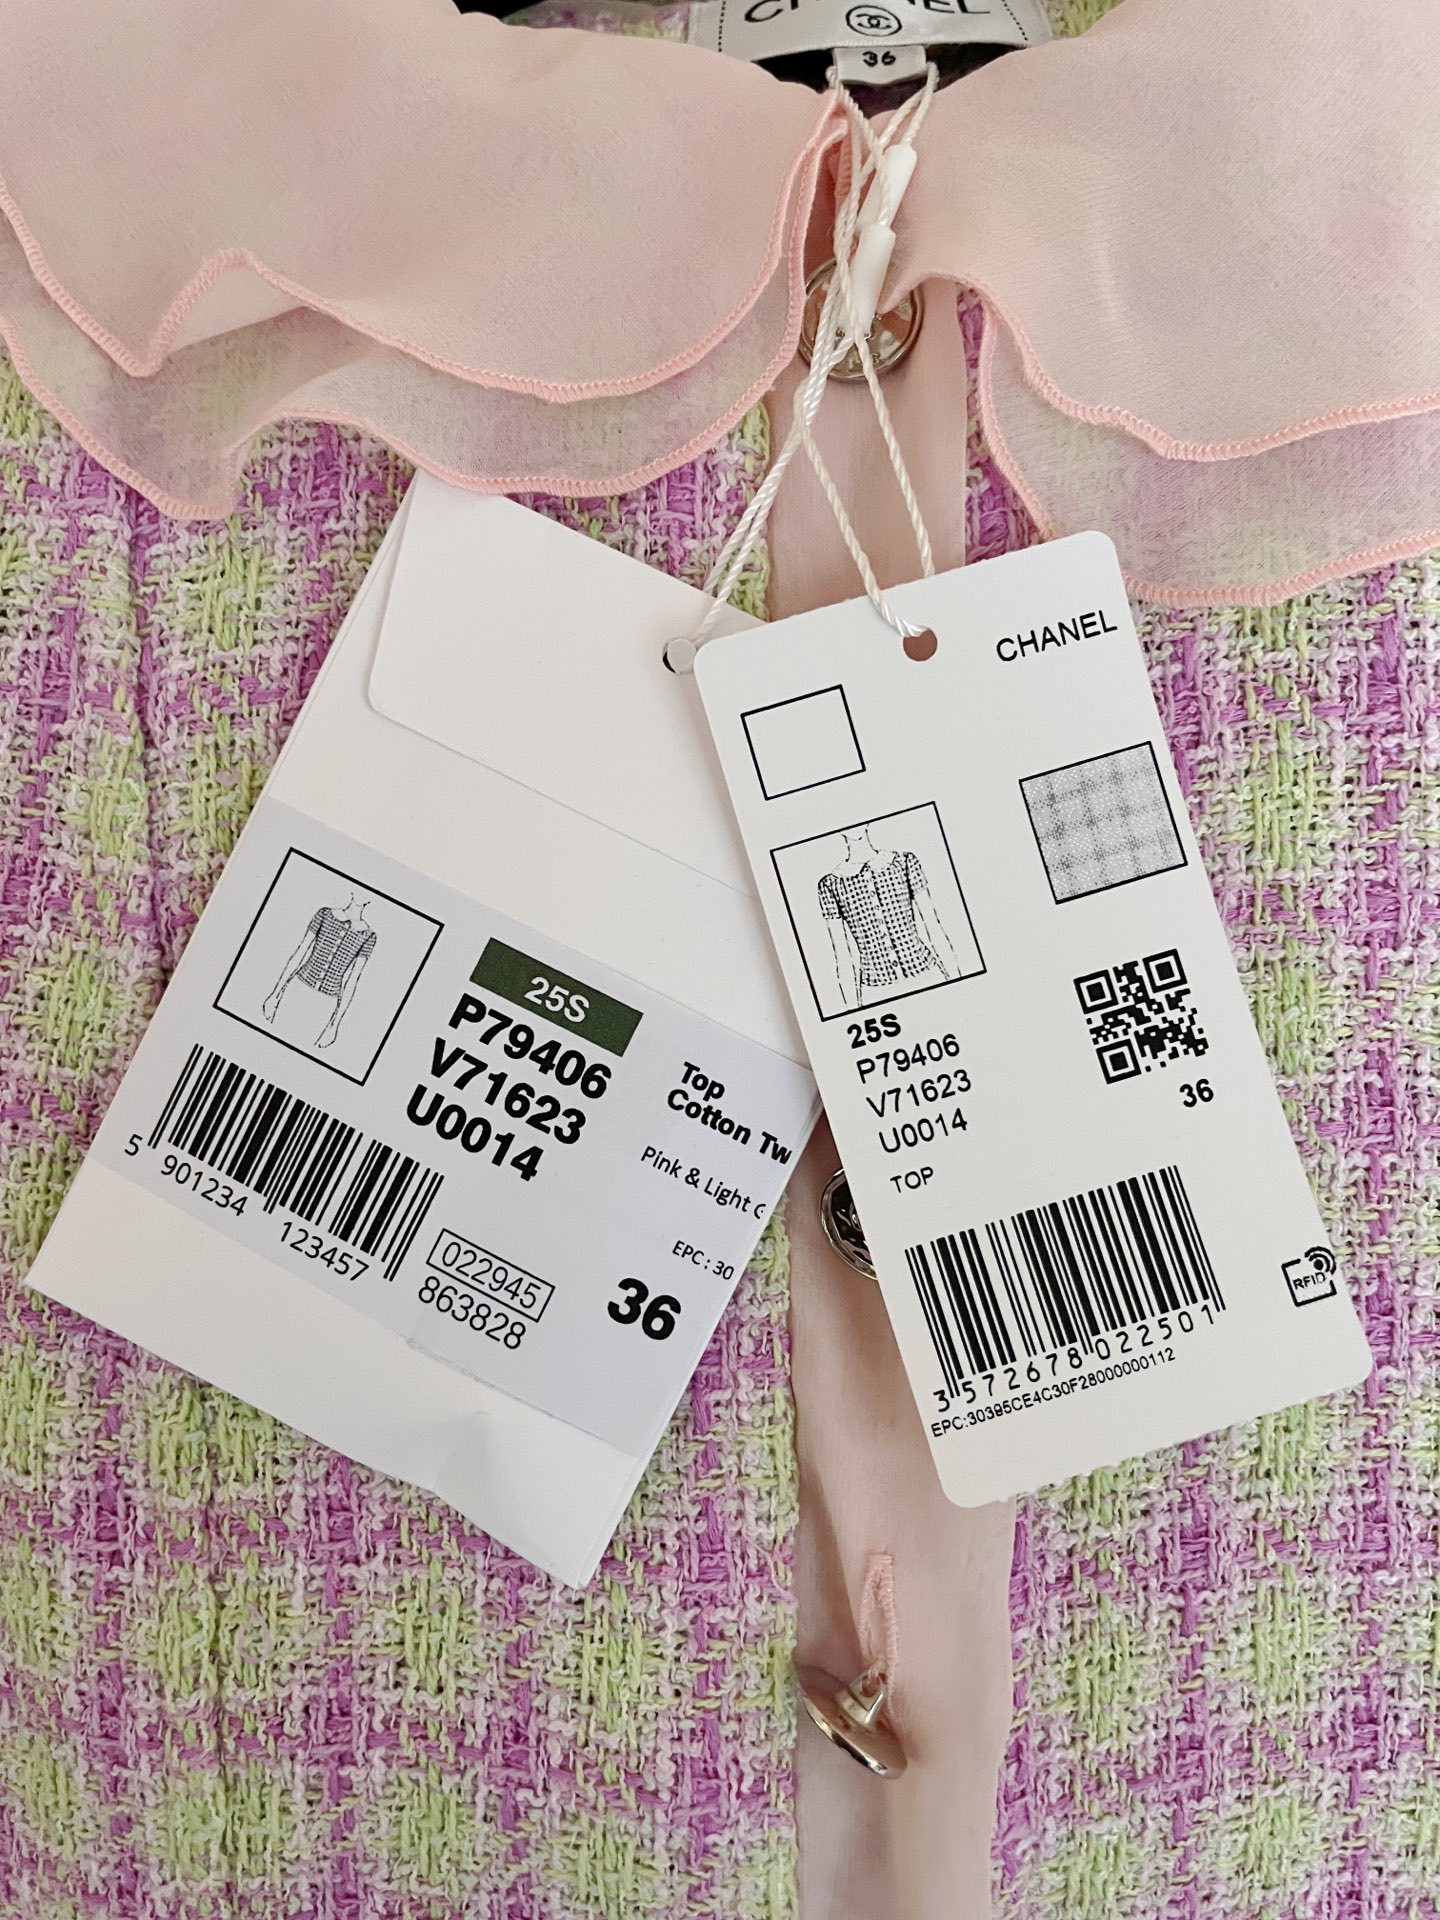 36
CHANEL
25S
P79406
V71623
U0014
TOP
36
3 572678 022501
EPC:30395CE4C30F28000000112
RFID
25S
P79406
V71623
U0014
Top
Cotton Tw
Pink & Light
EPC : 30
36
5 901234 123457
022945
863828